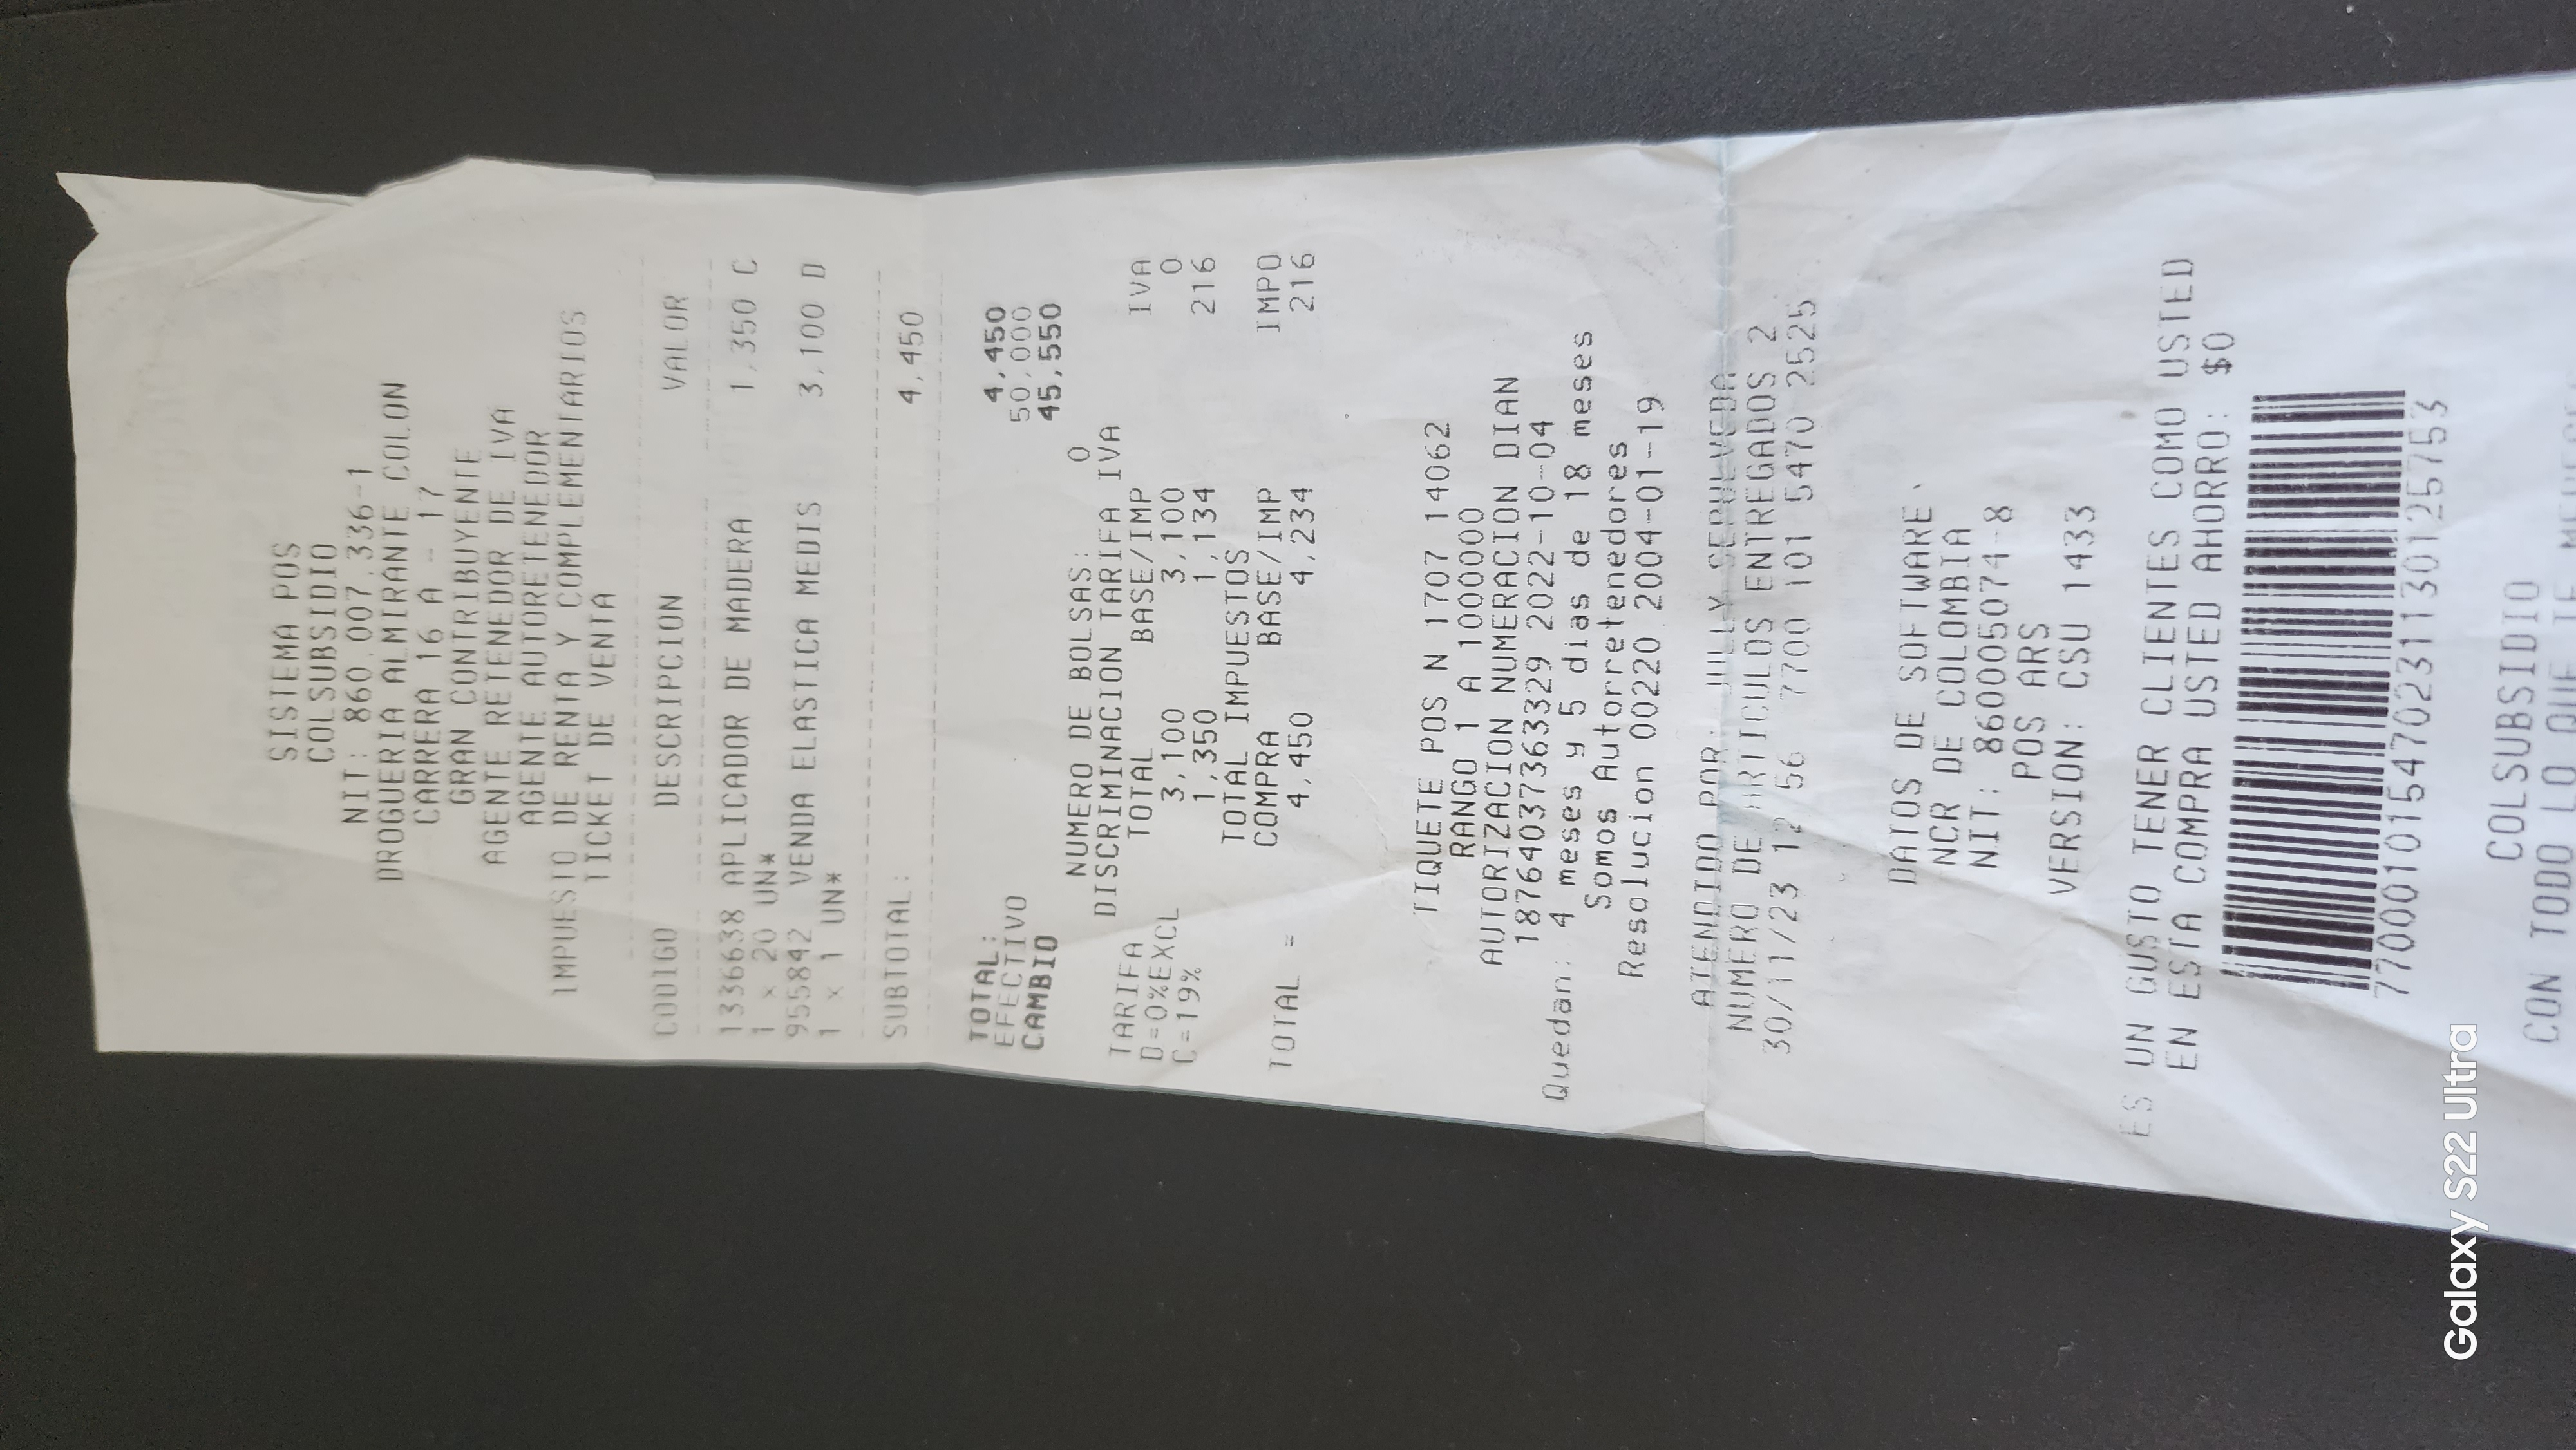 SISTEMA POS
COLSUBSIDIO
NIT: 860.007.336-1
DROGUERIA ALMIRANTE COLON
CARRERA 16 A - 17
GRAN CONTRIBUYENTE
AGENTE RETENEDOR DE IVA
AGENTE AUTORETENEDOR
IMPUESTO DE RENTA Y COMPLEMENTARIOS
TICKET DE VENTA
CODIGO DESCRIPCION VALOR
1336638 APLICADOR DE MADERA 1,350 C
1 x 20 UN*
955842 VENDA ELASTICA MEDIS 3,100 D
1 x 1 UN*
SUBTOTAL: 4,450
TOTAL: 4,450
EFECTIVO 50,000
CAMBIO 45,550
NUMERO DE BOLSAS: 0
DISCRIMINACION TARIFA IVA
TARIFA TOTAL BASE/IMP IVA
D=0%EXCL 3,100 3,100 0
C=19% 1,350 1,134 216
TOTAL IMPUESTOS
COMPRA BASE/IMP IMPO
TOTAL = 4,450 4,234 216
TIQUETE POS N 1707 14062
RANGO 1 A 1000000
AUTORIZACION NUMERACION DIAN
18764037363329 2022-10-04
Quedan: 4 meses y 5 dias de 18 meses
Somos Autorretenedores
Resolucion 00220 2004-01-19
ATENDIDO POR: JULLY SEPULVEDA
NUMERO DE ARTICULOS ENTREGADOS 2
30/11/23 12 56 7700 101 5470 2525
DATOS DE SOFTWARE.
NCR DE COLOMBIA
NIT: 860005074-8
POS ARS
VERSION: CSU 1433
ES UN GUSTO TENER CLIENTES COMO USTED
EN ESTA COMPRA USTED AHORRO: $0
770001015470231130125753
COLSUBSIDIO
CON TODO LO QUE TE
Galaxy S22 Ultra